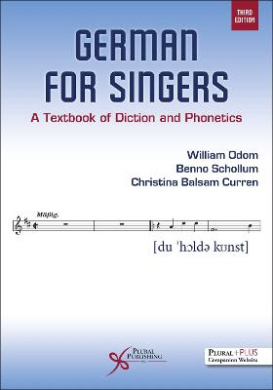 THIRD
EDITION
GERMAN
FOR SINGERS
A Textbook of Diction and Phonetics
William Odom
Benno Schollum
Christina Balsam Curren
Mäßig.
[du ˈhɔldə kʊnst]
PLURAL
PUBLISHING
PLURAL +PLUS
Companion Website